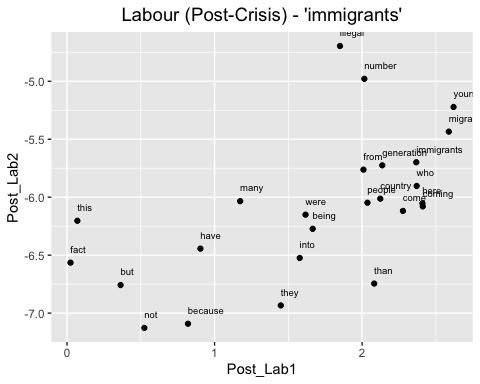 Labour (Post-Crisis) - 'immigrants'
illegal
-5.0
number
youn
migra
-5.5
generation
immigrants
from
who
people
country
here
coming
come
-6.0
many
were
this
being
Post_Lab2
have
into
fact
-6.5
but
than
they
not
because
-7.0
0
1
2
Post_Lab1